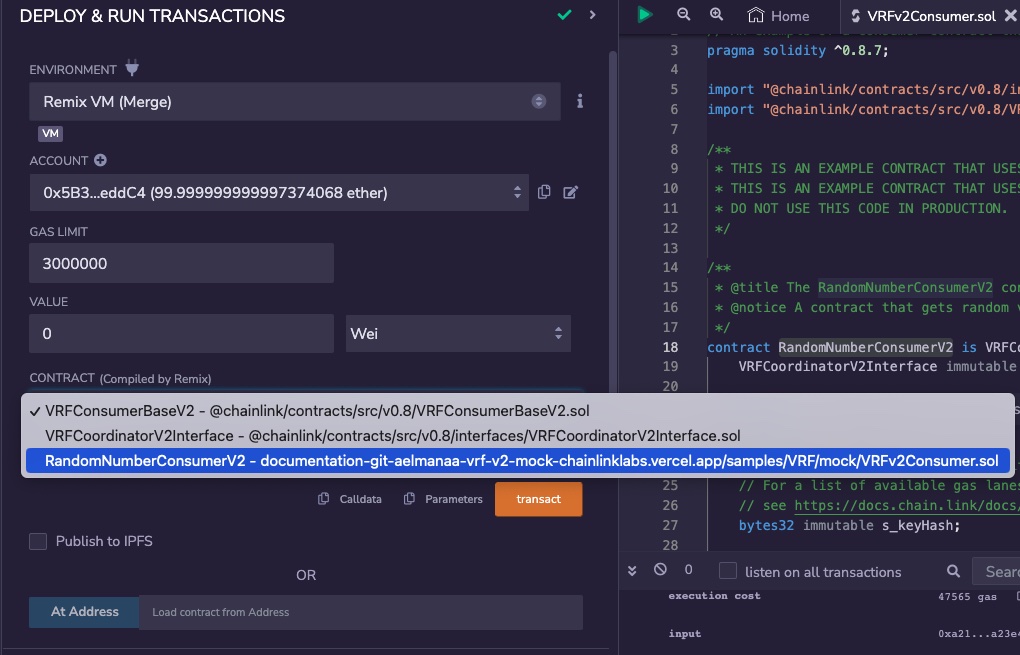 DEPLOY & RUN TRANSACTIONS
ENVIRONMENT
Remix VM (Merge)
VM
ACCOUNT
0x5B3...eddC4 (99.999999999997374068 ether)
GAS LIMIT
3000000
VALUE
0
Wei
CONTRACT (Compiled by Remix)
✓ VRFConsumerBaseV2 - @chainlink/contracts/src/v0.8/VRFConsumerBaseV2.sol
VRFCoordinatorV2Interface - @chainlink/contracts/src/v0.8/interfaces/VRFCoordinatorV2Interface.sol
RandomNumberConsumerV2 - documentation-git-aelmanaa-vrf-v2-mock-chainlinklabs.vercel.app/samples/VRF/mock/VRFv2Consumer.sol
Calldata
Parameters
transact
Publish to IPFS
OR
At Address
Load contract from Address
Home
VRFv2Consumer.sol
3 pragma solidity ^0.8.7;
4
5 import "@chainlink/contracts/src/v0.8/in
6 import "@chainlink/contracts/src/v0.8/VR
7
8 /**
9 * THIS IS AN EXAMPLE CONTRACT THAT USES
10 * THIS IS AN EXAMPLE CONTRACT THAT USES
11 * DO NOT USE THIS CODE IN PRODUCTION.
12 */
13
14 /**
15 * @title The RandomNumberConsumerV2 con
16 * @notice A contract that gets random v
17 */
18 contract RandomNumberConsumerV2 is VRFCo
19 VRFCoordinatorV2Interface immutable
20
25 // For a list of available gas lanes
26 // see https://docs.chain.link/docs/
27 bytes32 immutable s_keyHash;
28
0
listen on all transactions
Searc
execution cost 47565 gas
input 0xa21...a23e4